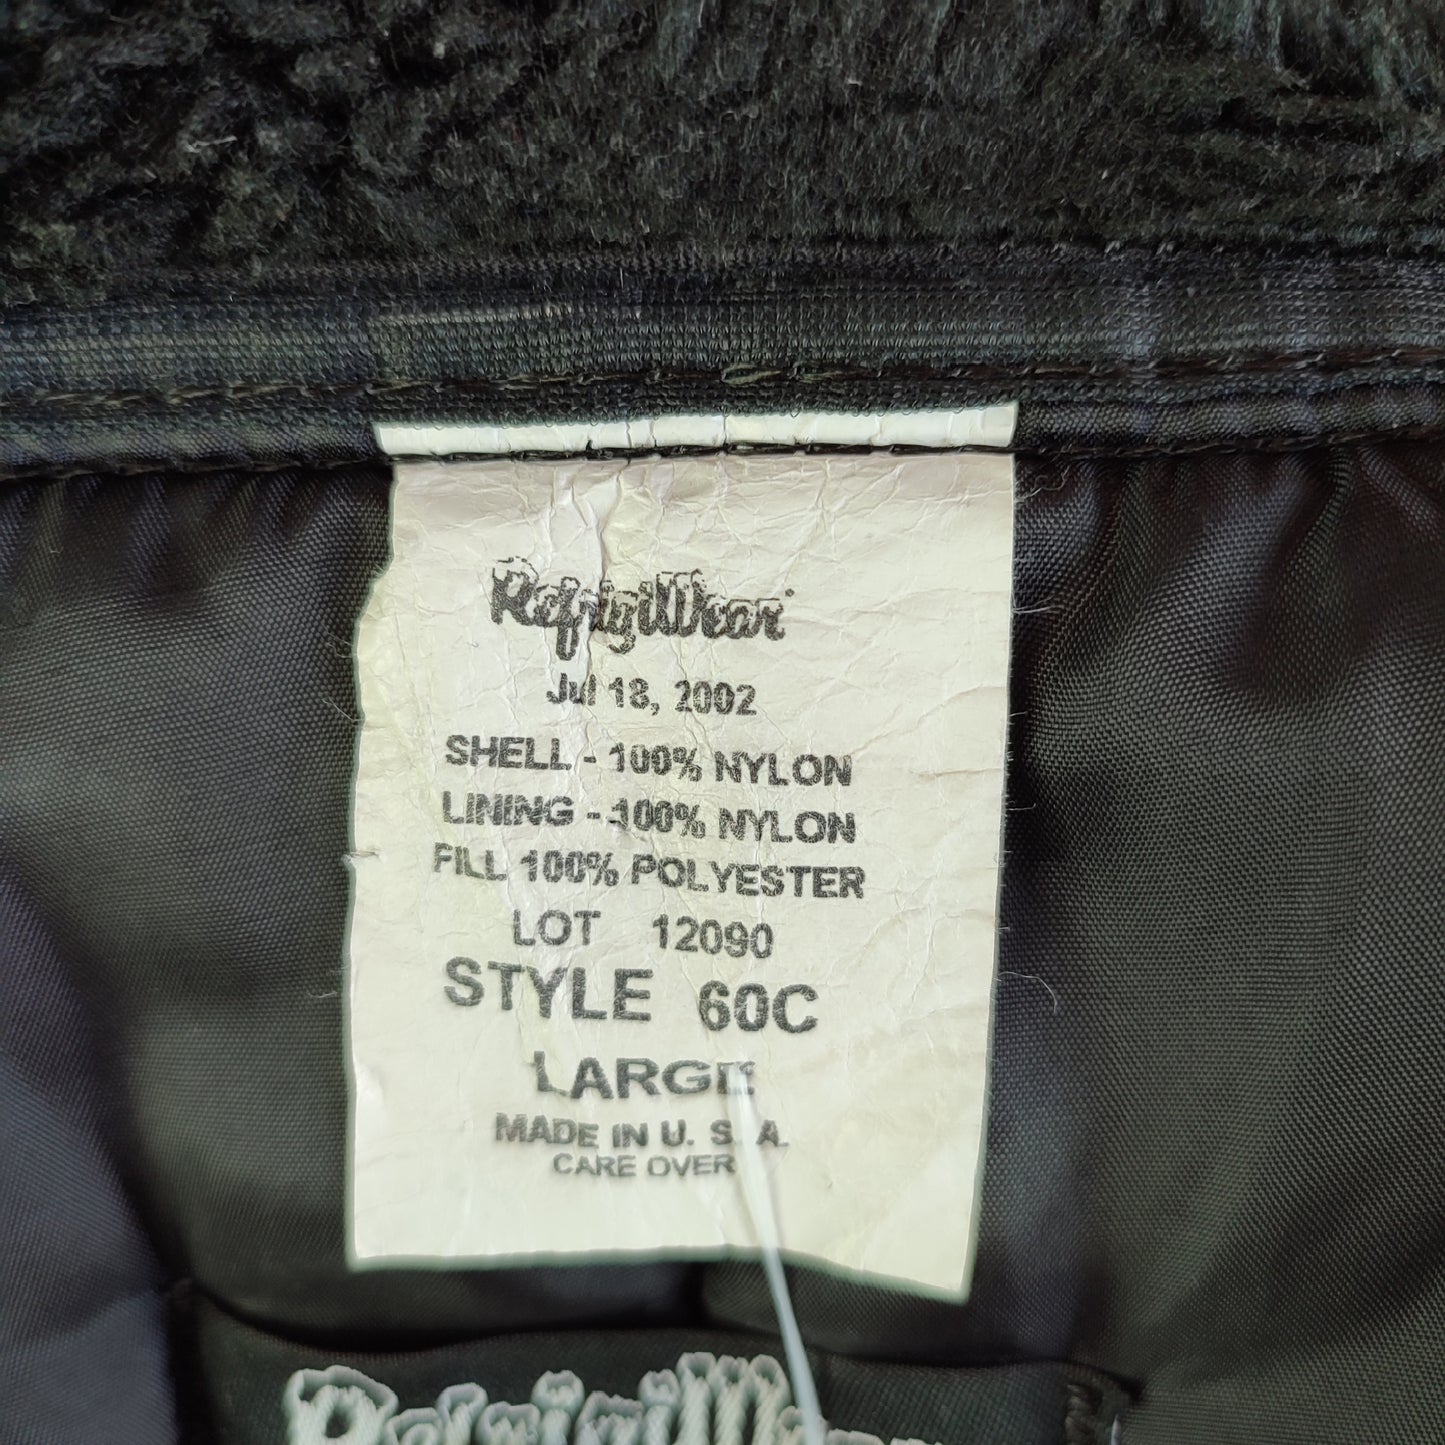 RefrigiWear
Jul 18, 2002
SHELL - 100% NYLON
LINING - 100% NYLON
FILL 100% POLYESTER
LOT 12090
STYLE 60C
LARGE
MADE IN U. S. A.
CARE OVER
RefrigiWear